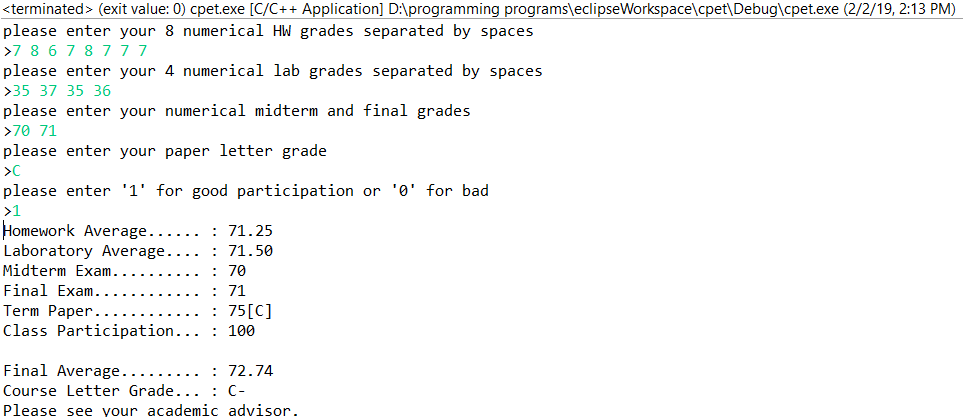 <terminated> (exit value: 0) cpet.exe [C/C++ Application] D:\programming programs\eclipseWorkspace\cpet\Debug\cpet.exe (2/2/19, 2:13 PM)
please enter your 8 numerical HW grades separated by spaces
>7 8 6 7 8 7 7 7
please enter your 4 numerical lab grades separated by spaces
>35 37 35 36
please enter your numerical midterm and final grades
>70 71
please enter your paper letter grade
>C
please enter '1' for good participation or '0' for bad
>1
Homework Average...... : 71.25
Laboratory Average.... : 71.50
Midterm Exam.......... : 70
Final Exam............ : 71
Term Paper............ : 75[C]
Class Participation... : 100
Final Average......... : 72.74
Course Letter Grade... : C-
Please see your academic advisor.